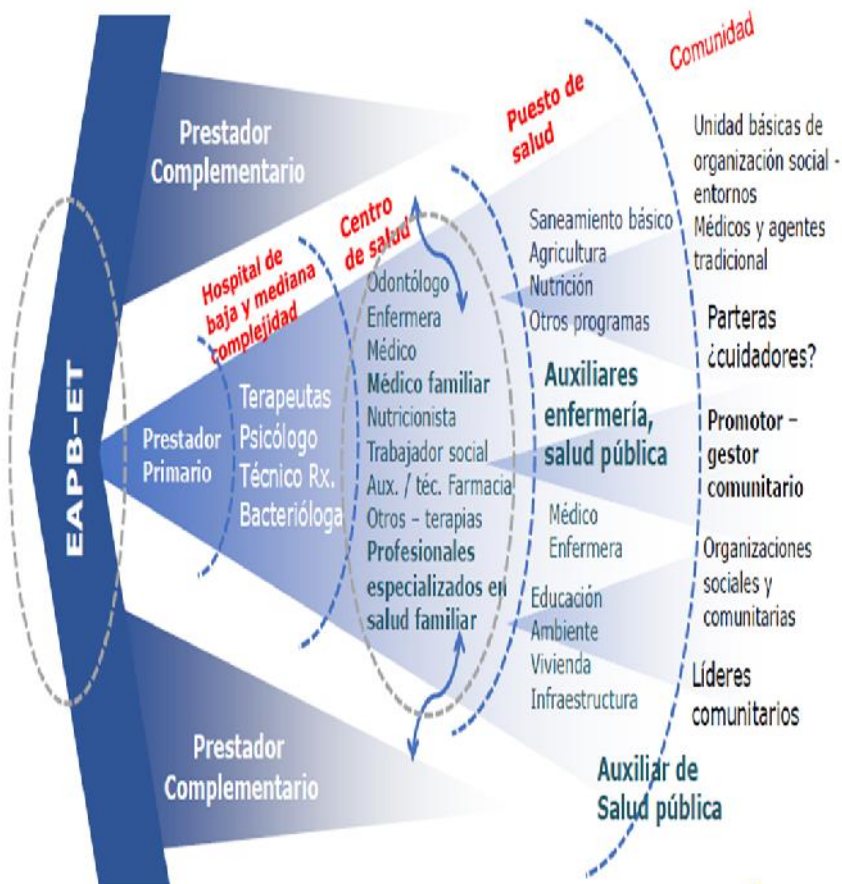 EAPB-ET
Prestador
Complementario
Prestador
Primario
Prestador
Complementario
Hospital de
baja y mediana
complejidad
Terapeutas
Psicólogo
Técnico Rx.
Bacterióloga
Centro
de salud
Odontólogo
Enfermera
Médico
Médico familiar
Nutricionista
Trabajador social
Aux. / téc. Farmacia
Otros – terapias
Profesionales
especializados en
salud familiar
Puesto de
salud
Saneamiento básico
Agricultura
Nutrición
Otros programas
Auxiliares
enfermería,
salud pública
Médico
Enfermera
Educación
Ambiente
Vivienda
Infraestructura
Auxiliar de
Salud pública
Comunidad
Unidad básicas de
organización social -
entornos
Médicos y agentes
tradicional
Parteras
¿cuidadores?
Promotor –
gestor
comunitario
Organizaciones
sociales y
comunitarias
Líderes
comunitarios